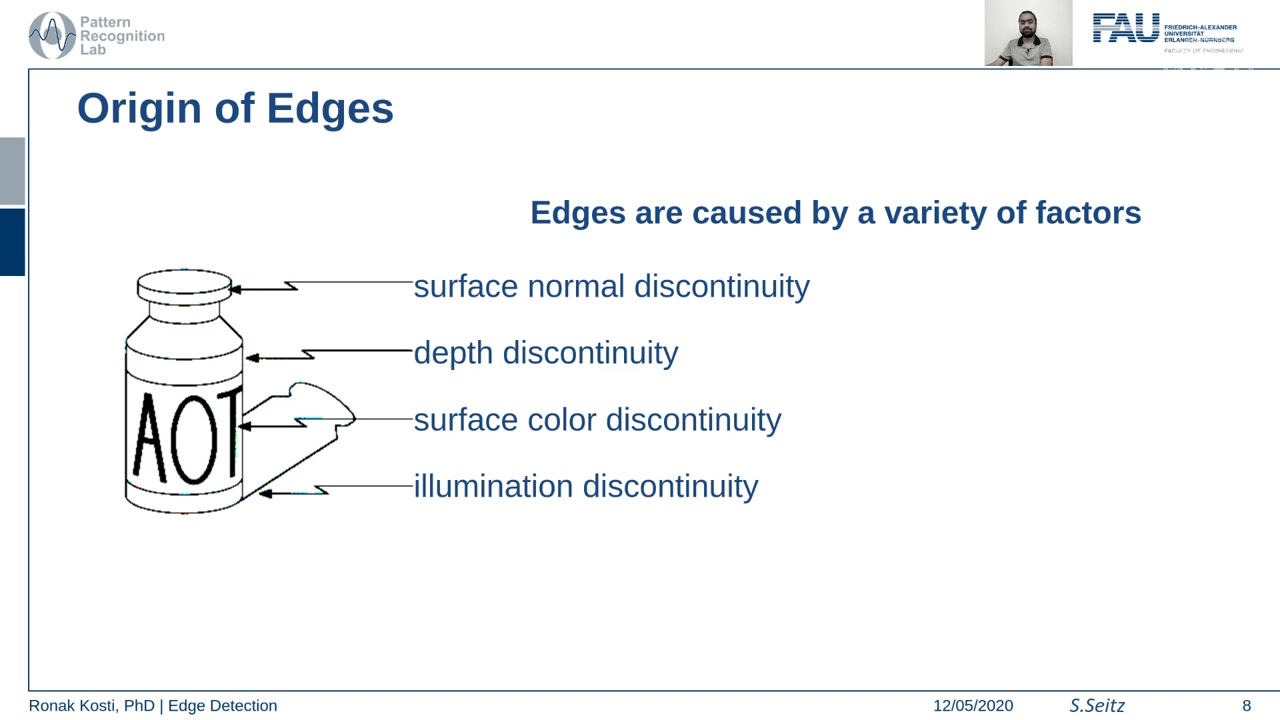 Pattern
Recognition
Lab
FAU
FRIEDRICH-ALEXANDER
UNIVERSITÄT
ERLANGEN-NÜRNBERG
FACULTY OF ENGINEERING
Origin of Edges
Edges are caused by a variety of factors
surface normal discontinuity
depth discontinuity
surface color discontinuity
illumination discontinuity
AOT
Ronak Kosti, PhD | Edge Detection
12/05/2020
S.Seitz
8